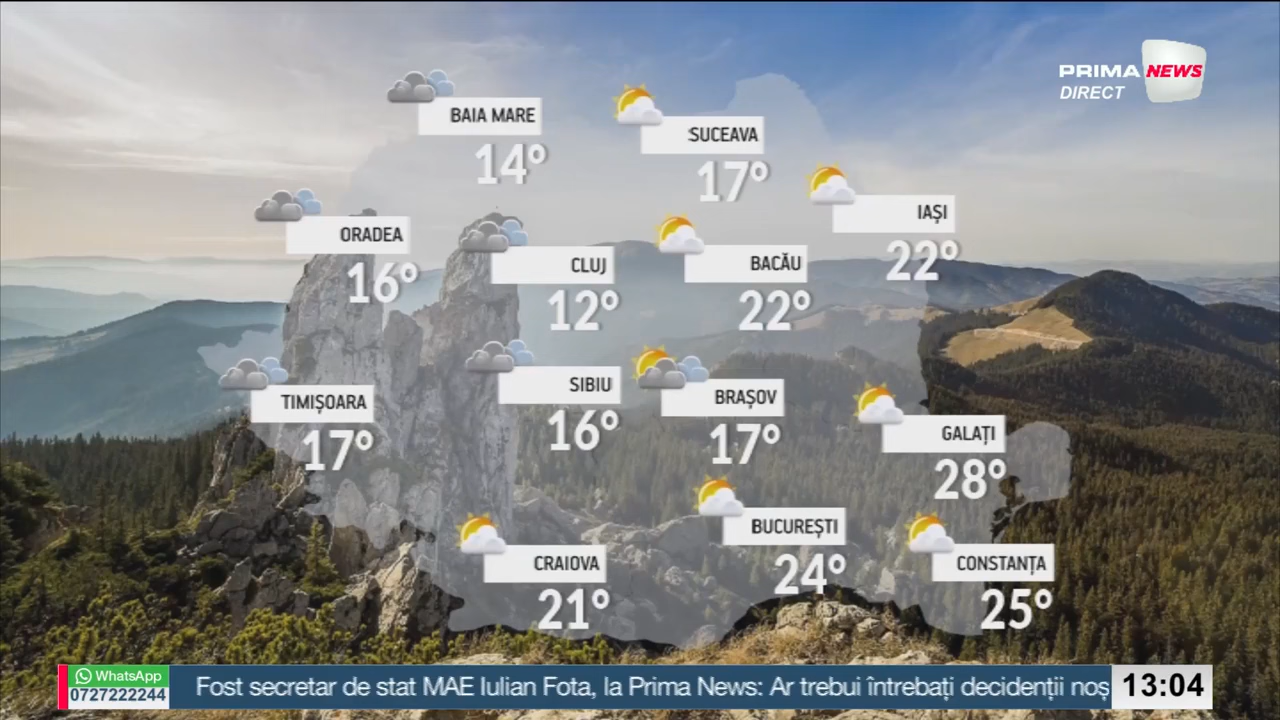 PRIMA NEWS
DIRECT
BAIA MARE
14°
SUCEAVA
17°
IAȘI
22°
ORADEA
16°
CLUJ
12°
BACĂU
22°
TIMIȘOARA
17°
SIBIU
16°
BRAȘOV
17°
GALAȚI
28°
CRAIOVA
21°
BUCUREȘTI
24°
CONSTANȚA
25°
WhatsApp
0727222244
Fost secretar de stat MAE Iulian Fota, la Prima News: Ar trebui întrebați decidenții noș
13:04